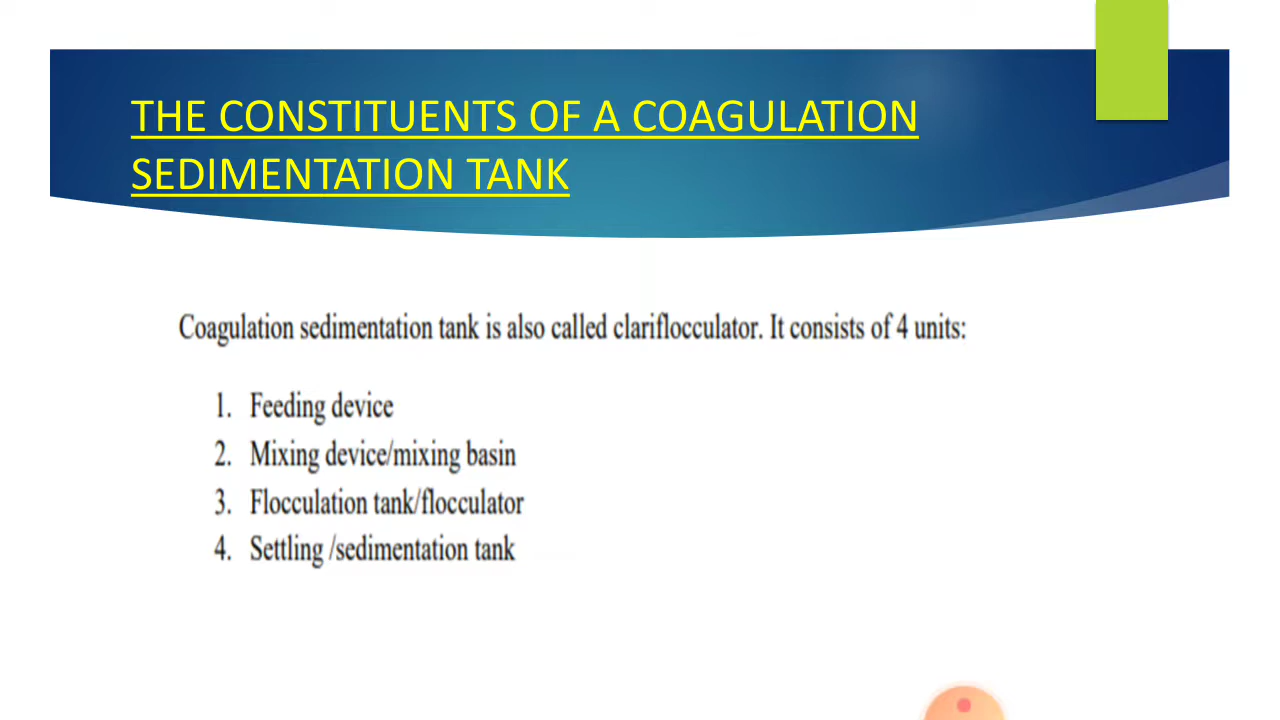 THE CONSTITUENTS OF A COAGULATION
SEDIMENTATION TANK
Coagulation sedimentation tank is also called clariflocculator. It consists of 4 units:
1. Feeding device
2. Mixing device/mixing basin
3. Flocculation tank/flocculator
4. Settling /sedimentation tank